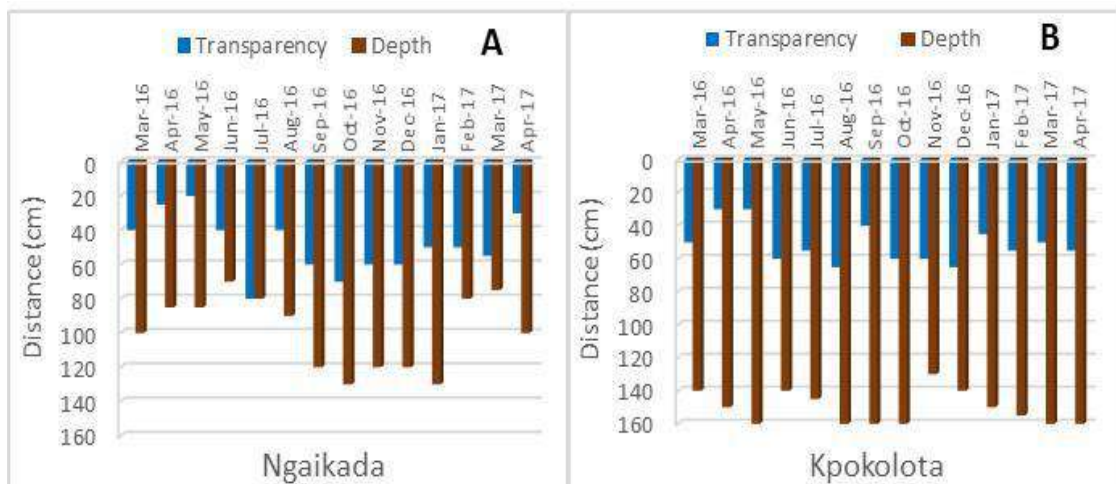 Transparency Depth A
Mar-16 Apr-16 May-16 Jun-16 Jul-16 Aug-16 Sep-16 Oct-16 Nov-16 Dec-16 Jan-17 Feb-17 Mar-17 Apr-17
0
20
40
60
80
100
120
140
160
Distance (cm)
Ngaikada
Transparency Depth B
Mar-16 Apr-16 May-16 Jun-16 Jul-16 Aug-16 Sep-16 Oct-16 Nov-16 Dec-16 Jan-17 Feb-17 Mar-17 Apr-17
0
20
40
60
80
100
120
140
160
Distance (cm)
Kpokolota